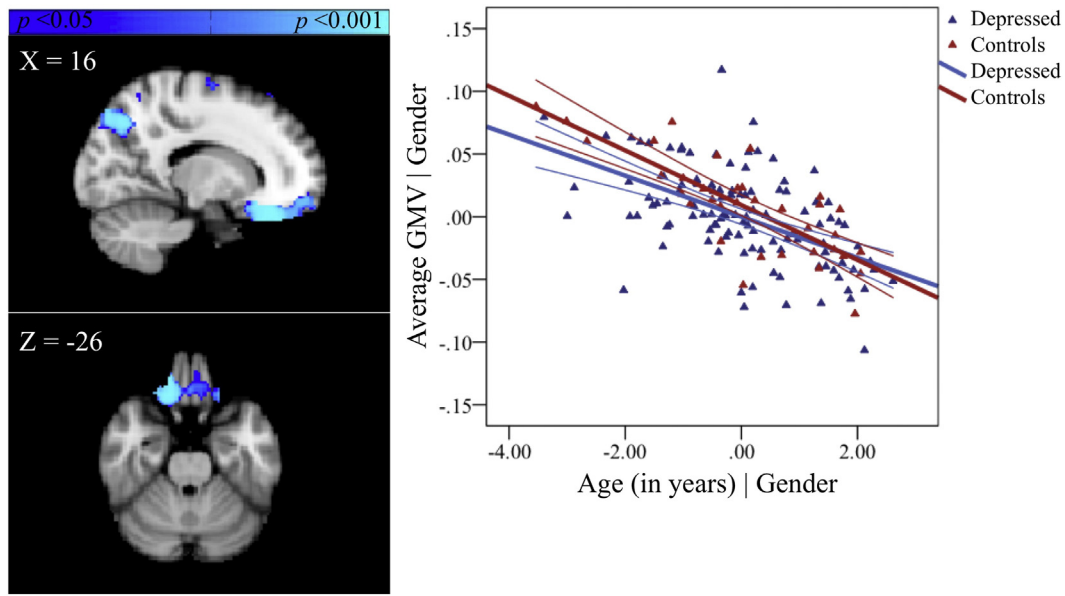 p <0.05 p <0.001
X = 16
Z = -26
.15
.10
.05
.00
-.05
-.10
-.15
Average GMV | Gender
-4.00 -2.00 .00 2.00
Age (in years) | Gender
Depressed
Controls
Depressed
Controls